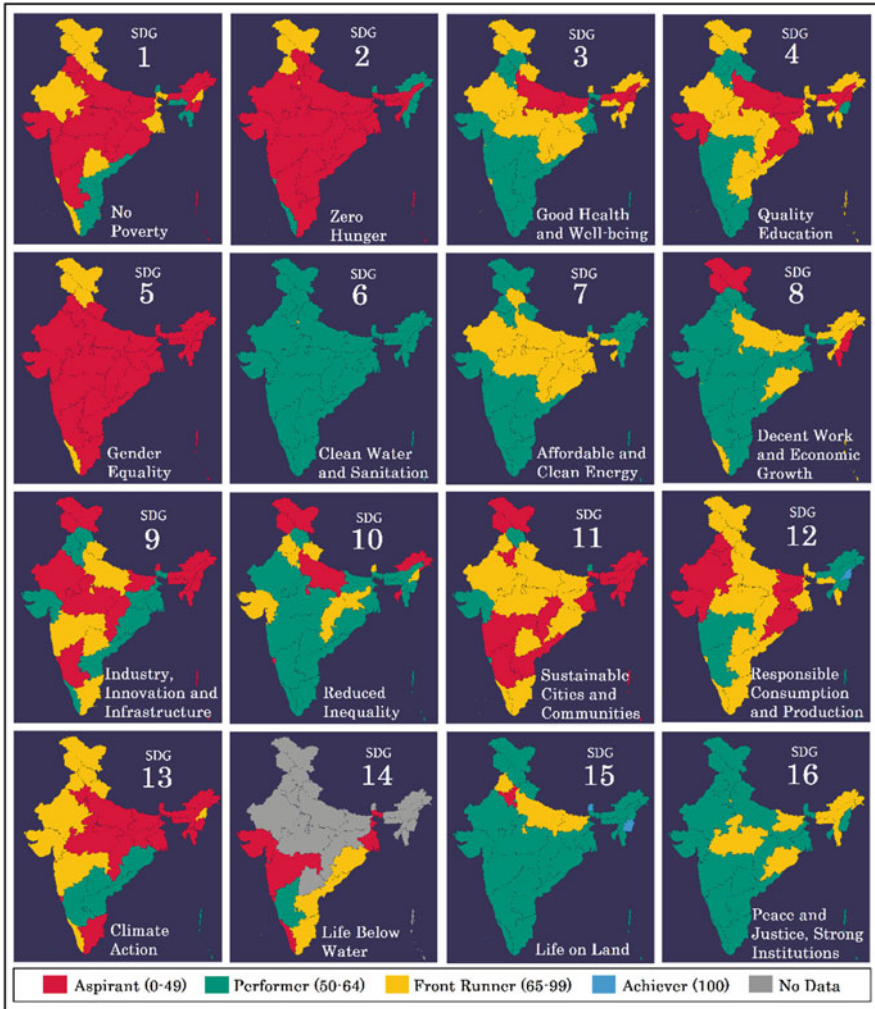 SDG
1
No
Poverty
SDG
2
Zero
Hunger
SDG
3
Good Health
and Well-being
SDG
4
Quality
Education
SDG
5
Gender
Equality
SDG
6
Clean Water
and Sanitation
SDG
7
Affordable and
Clean Energy
SDG
8
Decent Work
and Economic
Growth
SDG
9
Industry,
Innovation and
Infrastructure
SDG
10
Reduced
Inequality
SDG
11
Sustainable
Cities and
Communities
SDG
12
Responsible
Consumption
and Production
SDG
13
Climate
Action
SDG
14
Life Below
Water
SDG
15
Life on Land
SDG
16
Peace and
Justice, Strong
Institutions
Aspirant (0-49)
Performer (50-64)
Front Runner (65-99)
Achiever (100)
No Data